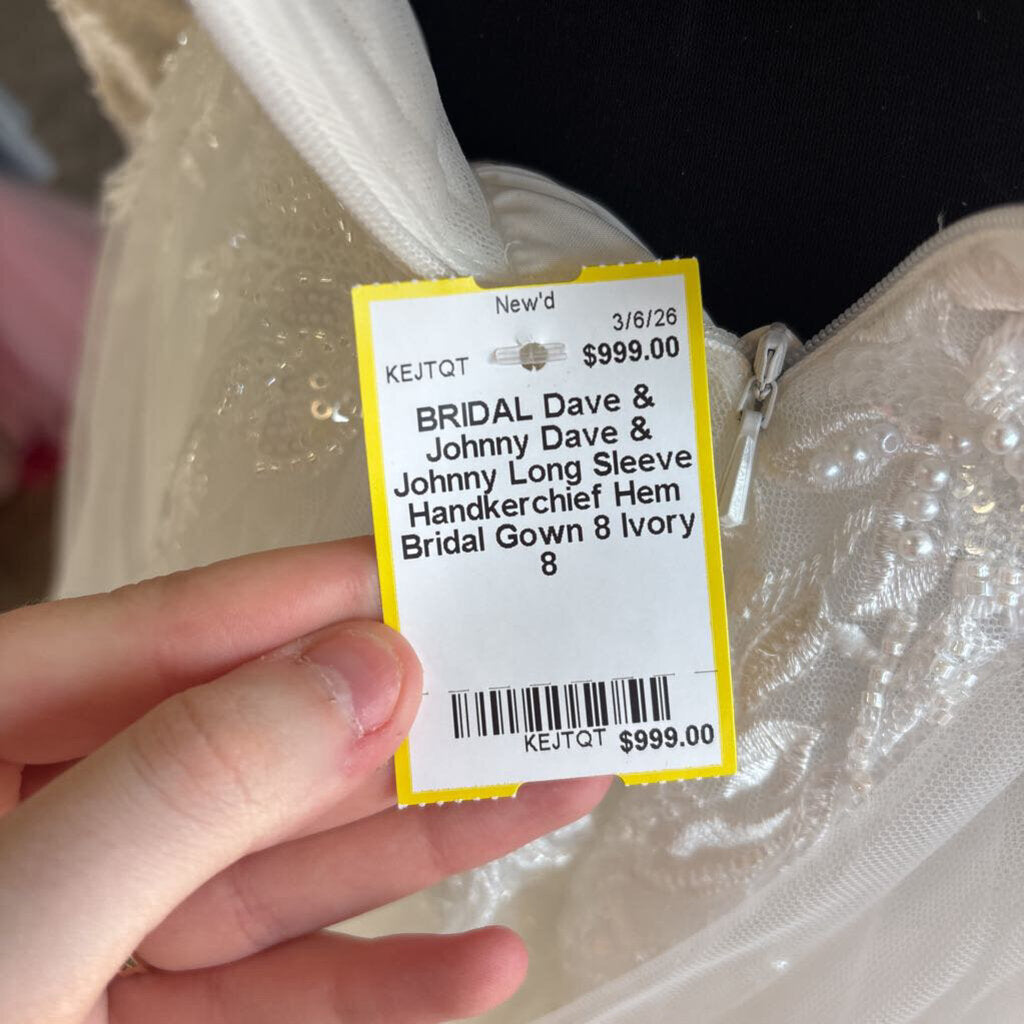 New'd
3/6/26
KEJTQT $999.00
BRIDAL Dave &
Johnny Dave &
Johnny Long Sleeve
Handkerchief Hem
Bridal Gown 8 Ivory
8
KEJTQT $999.00